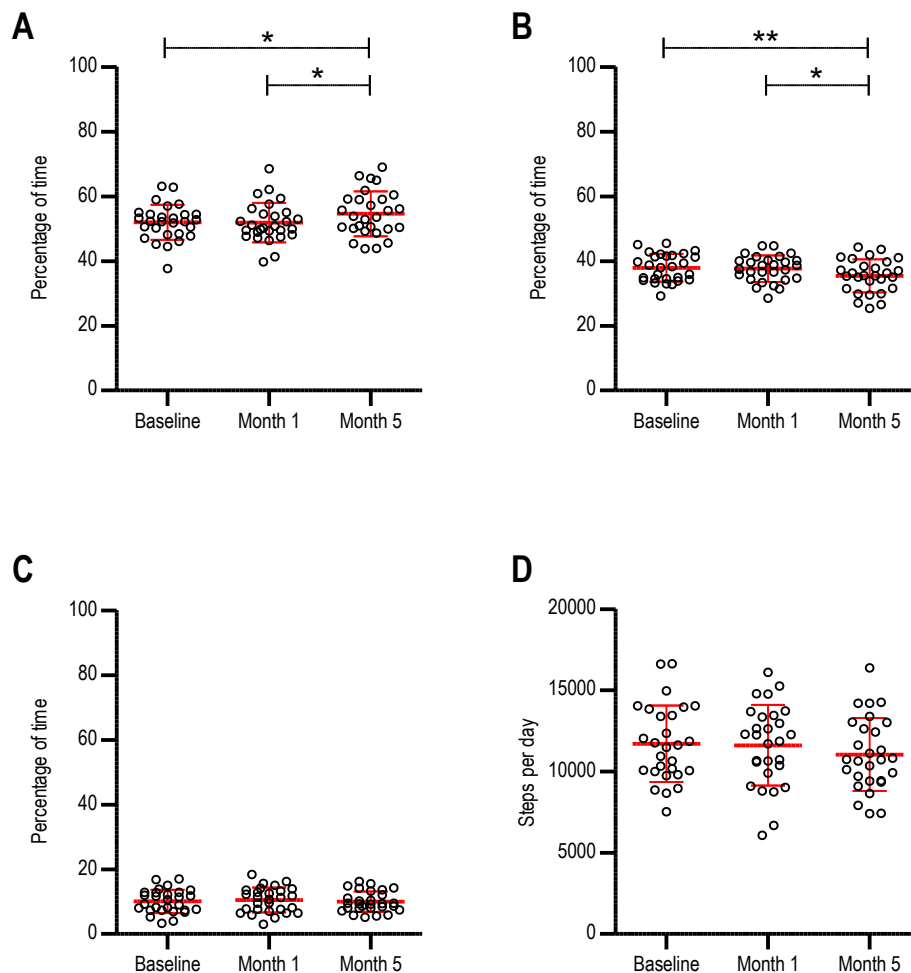 A
*
*
Percentage of time
100
80
60
40
20
0
Baseline Month 1 Month 5
B
**
*
Percentage of time
100
80
60
40
20
0
Baseline Month 1 Month 5
C
Percentage of time
100
80
60
40
20
0
Baseline Month 1 Month 5
D
Steps per day
20000
15000
10000
5000
0
Baseline Month 1 Month 5